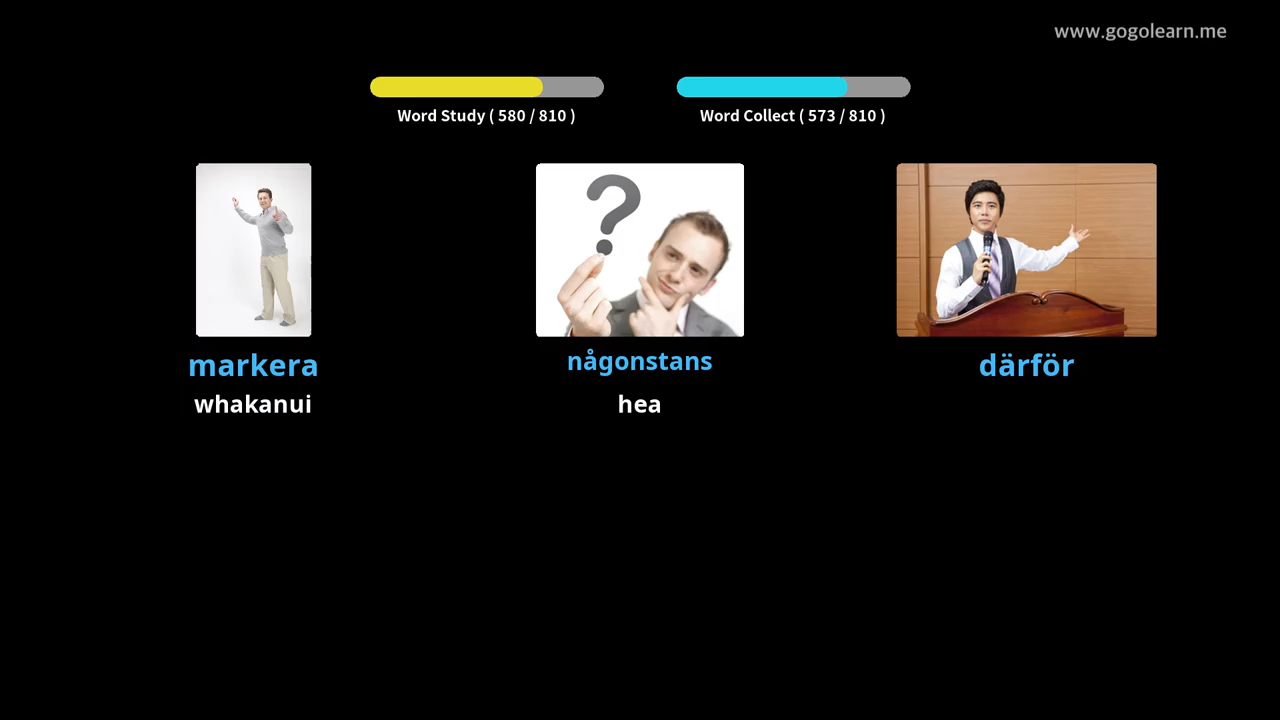 www.gogolearn.me
Word Study ( 580 / 810 )
Word Collect ( 573 / 810 )
markera
whakanui
någonstans
hea
därför